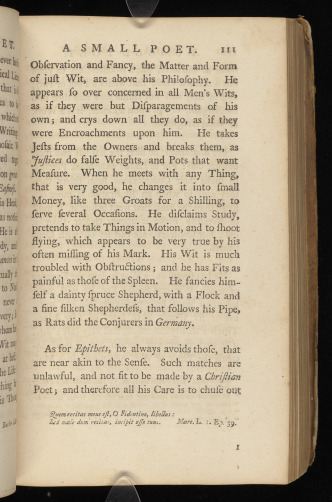 A SMALL POET. 111
Obſervation and Fancy, the Matter and Form
of juſt Wit, are above his Philoſophy. He
appears ſo over concerned in all Men's Wits,
as if they were but Diſparagements of his
own; and crys down all they do, as if they
were Encroachments upon him. He takes
Jeſts from the Owners and breaks them, as
Juſtices do falſe Weights, and Pots that want
Meaſure. When he meets with any Thing,
that is very good, he changes it into ſmall
Money, like three Groats for a Shilling, to
ſerve ſeveral Occaſions. He diſclaims Study,
pretends to take Things in Motion, and to ſhoot
flying, which appears to be very true by his
often miſſing of his Mark. His Wit is much
troubled with Obſtructions; and he has Fits as
painful as thoſe of the Spleen. He fancies him-
ſelf a dainty ſpruce Shepherd, with a Flock and
a fine ſilken Shepherdeſs, that follows his Pipe,
as Rats did the Conjurers in Germany.
As for Epithets, he always avoids thoſe, that
are near akin to the Senſe. Such matches are
unlawful, and not fit to be made by a Chriſtian
Poet; and therefore all his Care is to chuſe out
Quem recitas meus eſt, O Fidentine, libellus:
Sed male dum recitas, incipit eſſe tuus. Mart. L. 1. Ep. 39.
I